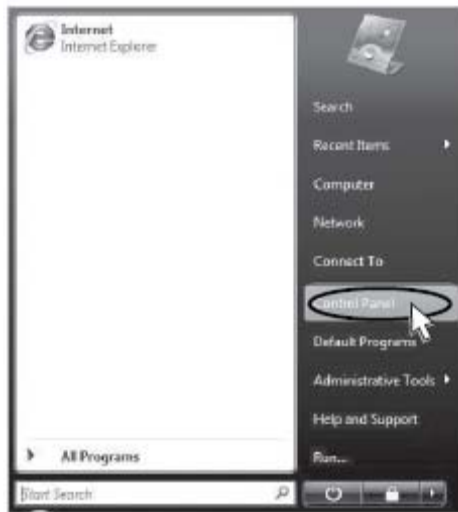 Internet
Internet Explorer
Search
Recent Items
Computer
Network
Connect To
Control Panel
Default Programs
Administrative Tools
Help and Support
Run...
All Programs
Start Search